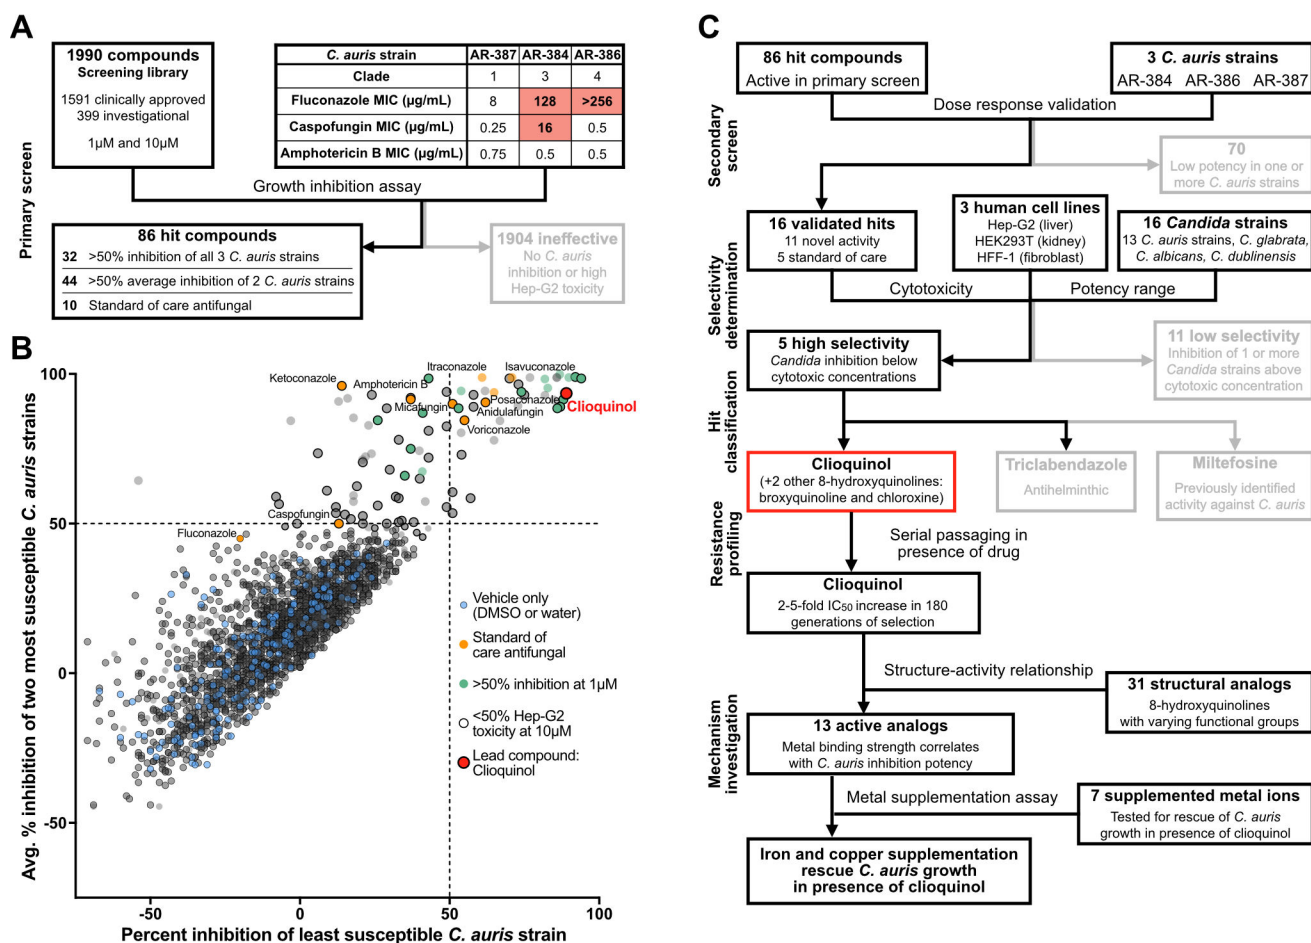 A
1990 compounds
Screening library
1591 clinically approved
399 investigational
1µM and 10µM
C. auris strain AR-387 AR-384 AR-386
Clade 1 3 4
Fluconazole MIC (µg/mL) 8 128 >256
Caspofungin MIC (µg/mL) 0.25 16 0.5
Amphotericin B MIC (µg/mL) 0.75 0.5 0.5
Primary screen
Growth inhibition assay
86 hit compounds
32 >50% inhibition of all 3 C. auris strains
44 >50% average inhibition of 2 C. auris strains
10 Standard of care antifungal
1904 ineffective
No C. auris
inhibition or high
Hep-G2 toxicity
B
Avg. % inhibition of two most susceptible C. auris strains
100
50
0
-50
-50 0 50 100
Percent inhibition of least susceptible C. auris strain
Itraconazole
Isavuconazole
Ketoconazole
Amphotericin B
Posaconazole
Micafungin
Anidulafungin
Clioquinol
Voriconazole
Caspofungin
Fluconazole
Vehicle only
(DMSO or water)
Standard of
care antifungal
>50% inhibition at 1µM
<50% Hep-G2
toxicity at 10µM
Lead compound:
Clioquinol
C
Secondary
screen
86 hit compounds
Active in primary screen
3 C. auris strains
AR-384 AR-386 AR-387
Dose response validation
70
Low potency in one or
more C. auris strains
Selectivity
determination
16 validated hits
11 novel activity
5 standard of care
3 human cell lines
Hep-G2 (liver)
HEK293T (kidney)
HFF-1 (fibroblast)
16 Candida strains
13 C. auris strains, C. glabrata,
C. albicans, C. dublinensis
Cytotoxicity
Potency range
5 high selectivity
Candida inhibition below
cytotoxic concentrations
11 low selectivity
Inhibition of 1 or more
Candida strains above
cytotoxic concentration
Hit
classification
Clioquinol
(+2 other 8-hydroxyquinolines:
broxyquinoline and chloroxine)
Triclabendazole
Antihelminthic
Miltefosine
Previously identified
activity against C. auris
Resistance
profiling
Serial passaging in
presence of drug
Clioquinol
2-5-fold IC50 increase in 180
generations of selection
Mechanism
investigation
Structure-activity relationship
31 structural analogs
8-hydroxyquinolines
with varying functional groups
13 active analogs
Metal binding strength correlates
with C. auris inhibition potency
Metal supplementation assay
7 supplemented metal ions
Tested for rescue of C. auris
growth in presence of clioquinol
Iron and copper supplementation
rescue C. auris growth
in presence of clioquinol